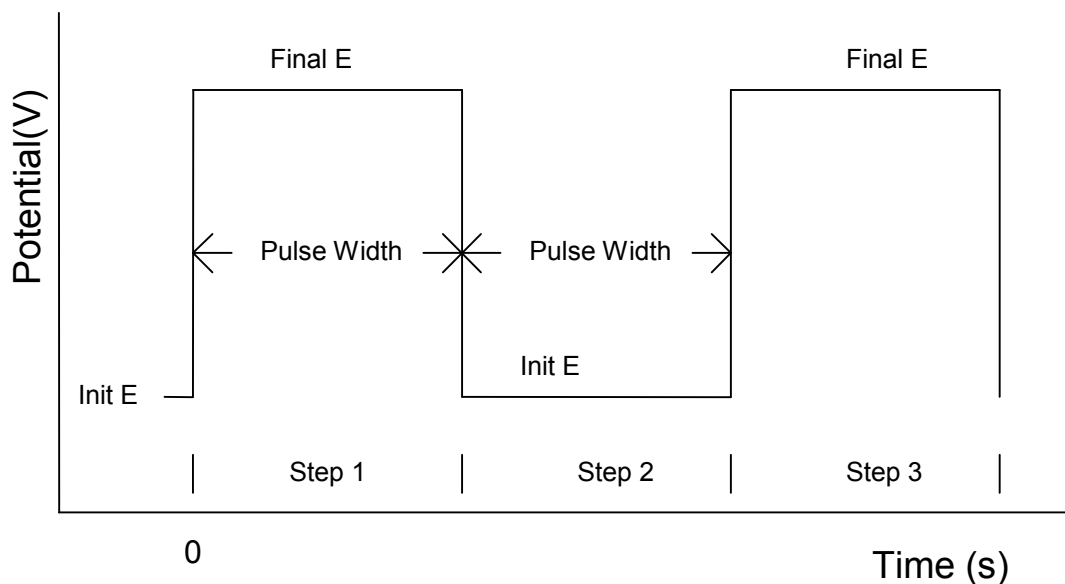 Final E
Final E
Potential(V)
Pulse Width
Pulse Width
Init E
Init E
Step 1
Step 2
Step 3
0
Time (s)